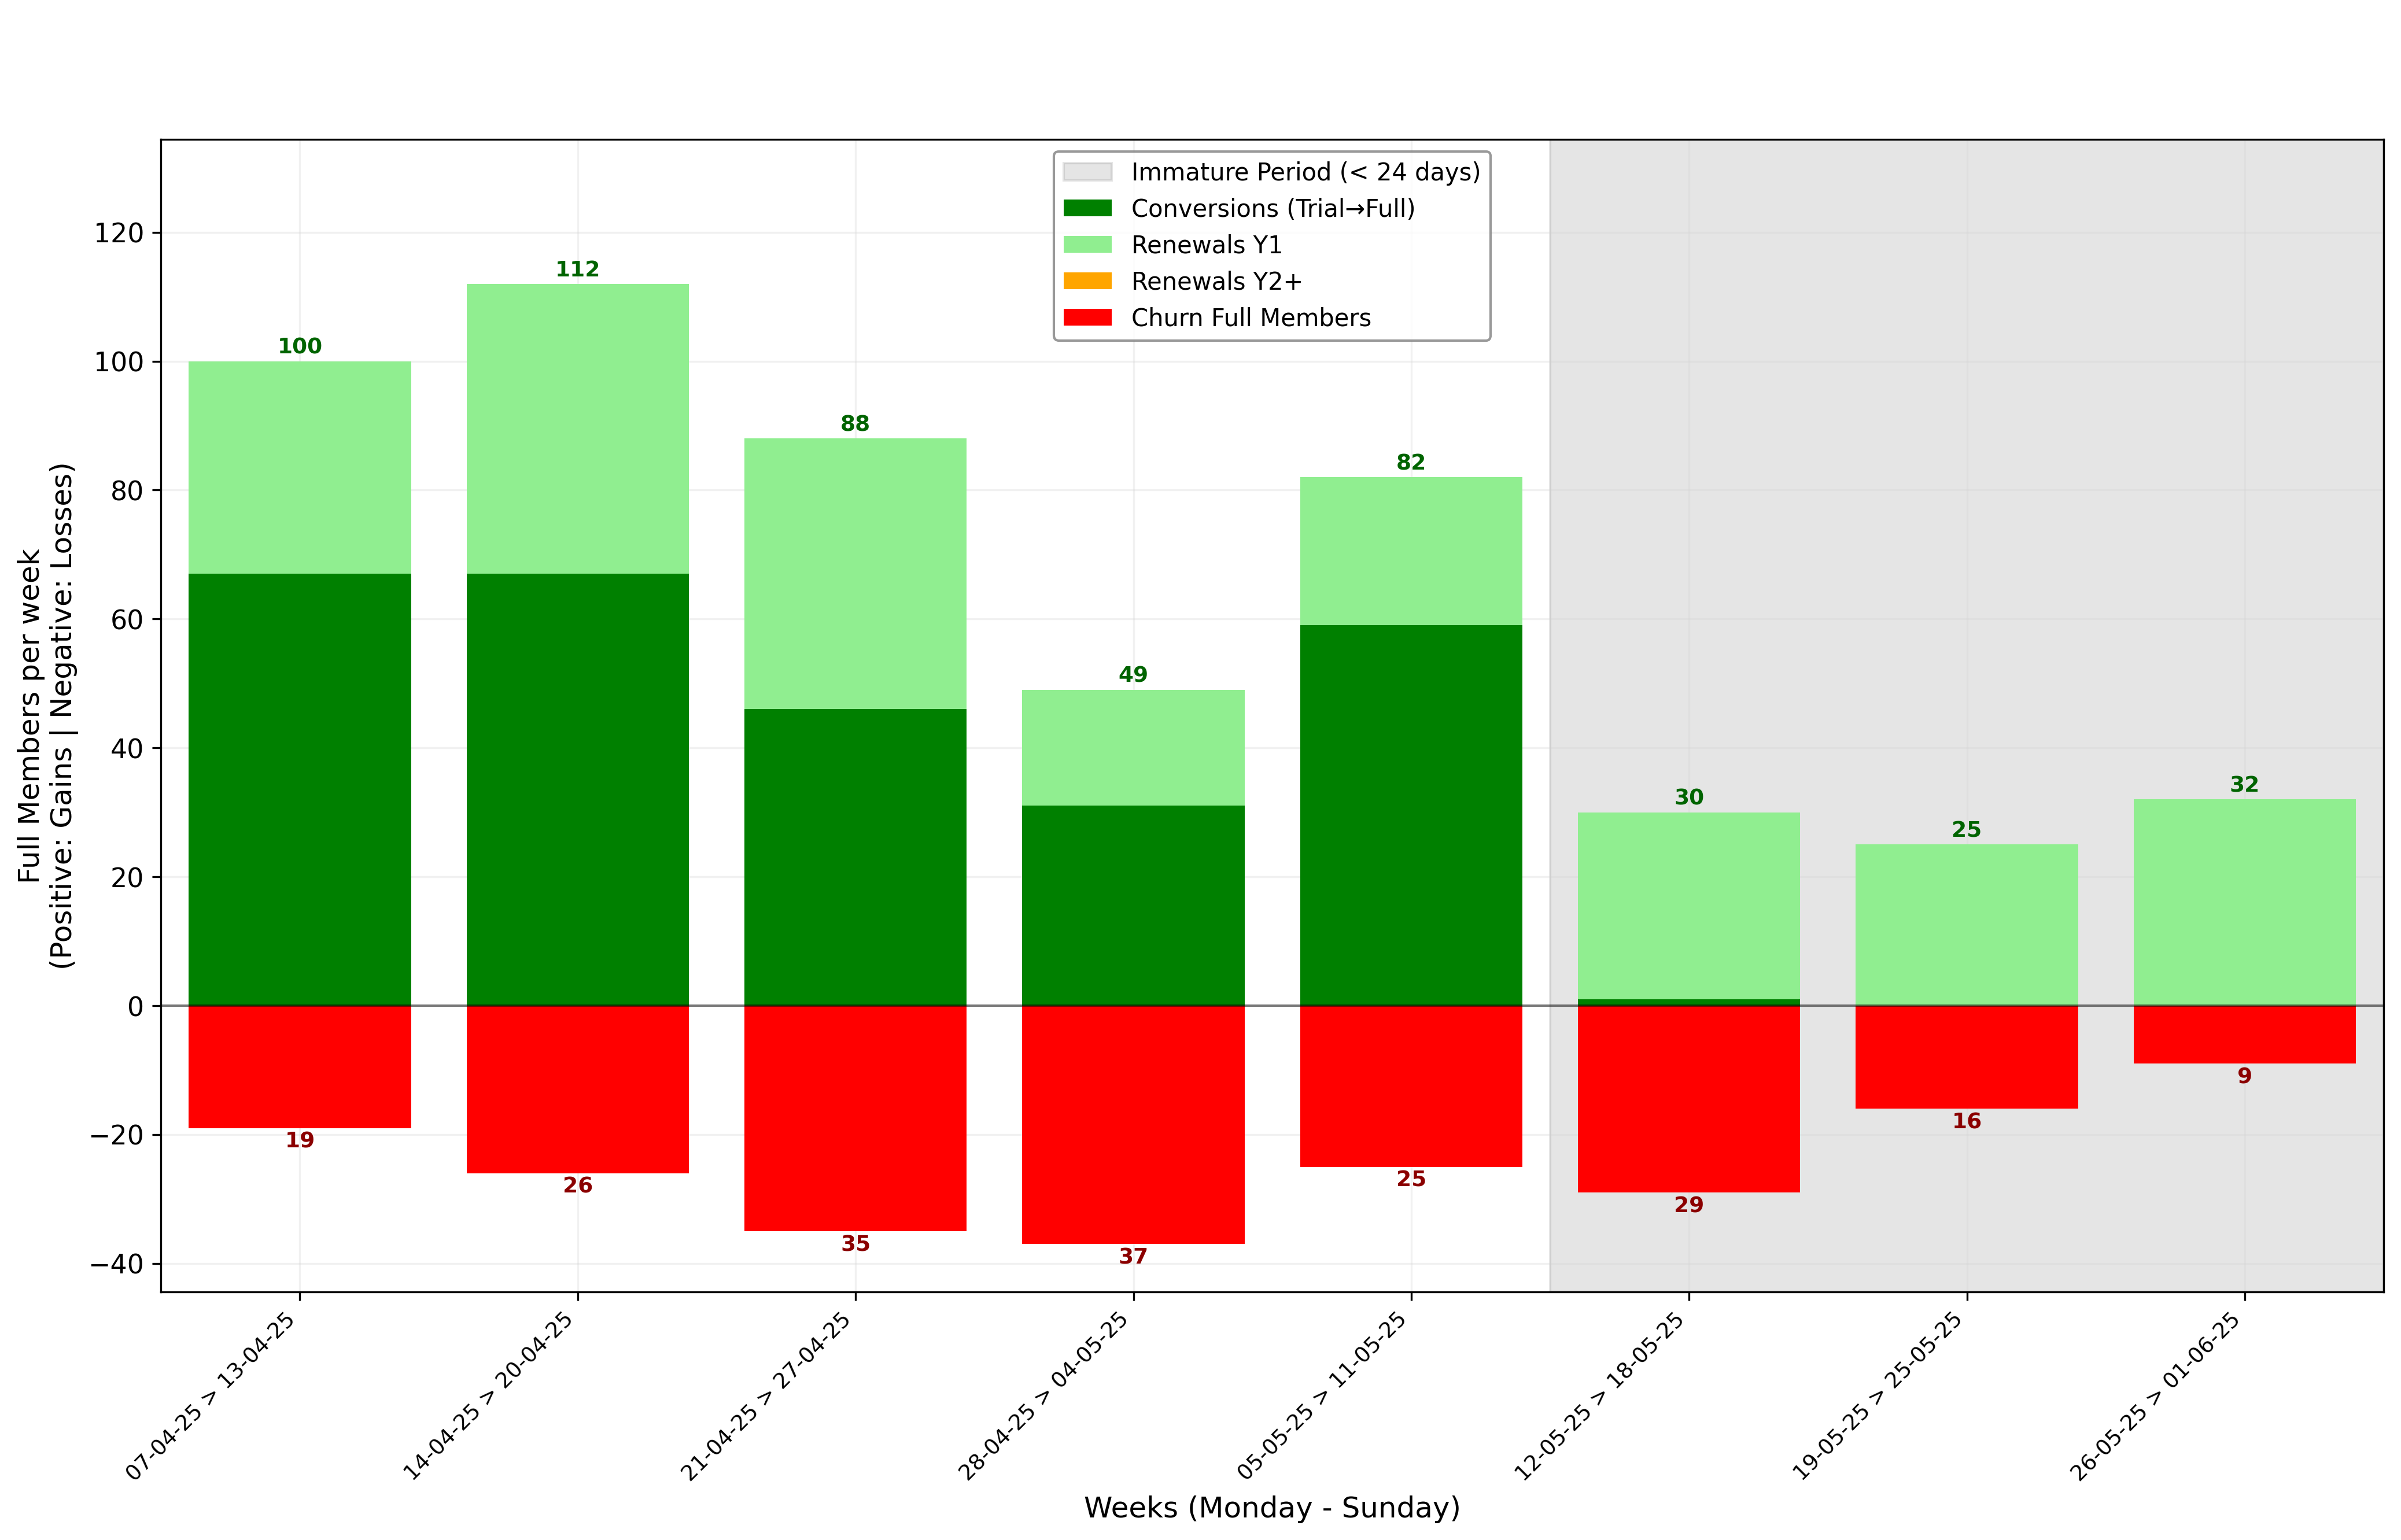 Immature Period (< 24 days)
Conversions (Trial→Full)
Renewals Y1
Renewals Y2+
Churn Full Members
Full Members per week
(Positive: Gains | Negative: Losses)
120
100
80
60
40
20
0
−20
−40
100
112
88
49
82
30
25
32
19
26
35
37
25
29
16
9
07-04-25 > 13-04-25
14-04-25 > 20-04-25
21-04-25 > 27-04-25
28-04-25 > 04-05-25
05-05-25 > 11-05-25
12-05-25 > 18-05-25
19-05-25 > 25-05-25
26-05-25 > 01-06-25
Weeks (Monday - Sunday)